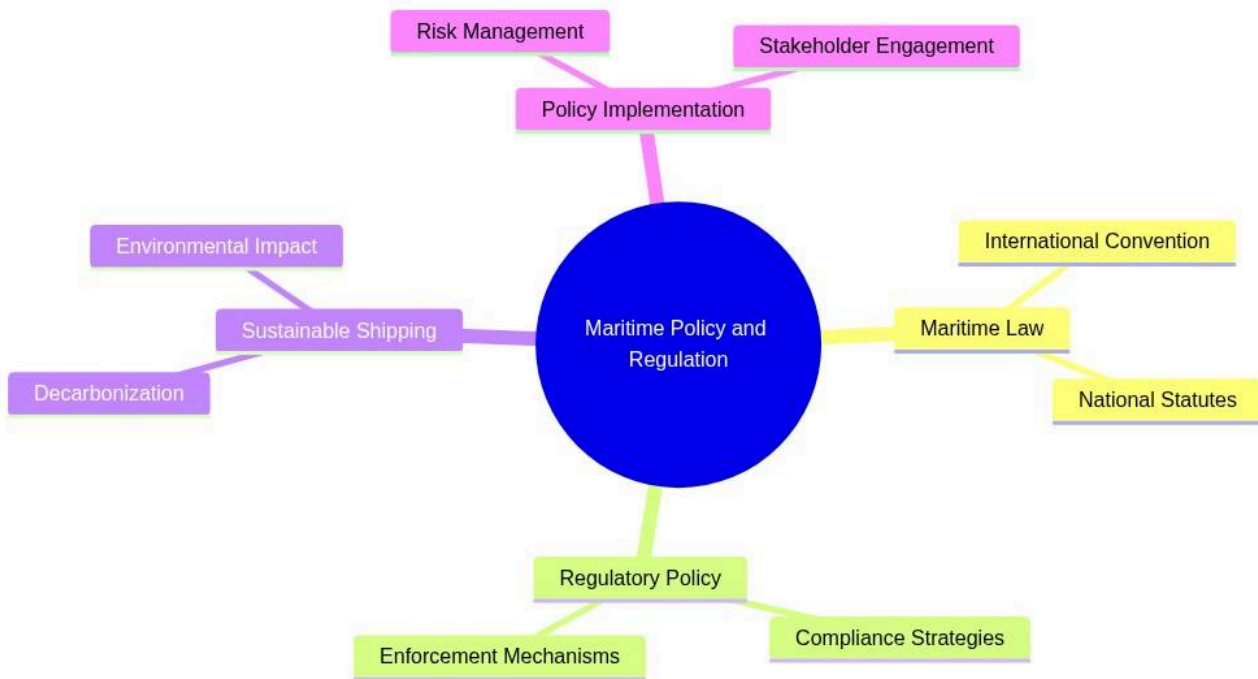 Risk Management
Stakeholder Engagement
Policy Implementation
Environmental Impact
International Convention
Sustainable Shipping
Maritime Policy and
Regulation
Maritime Law
Decarbonization
National Statutes
Regulatory Policy
Enforcement Mechanisms
Compliance Strategies